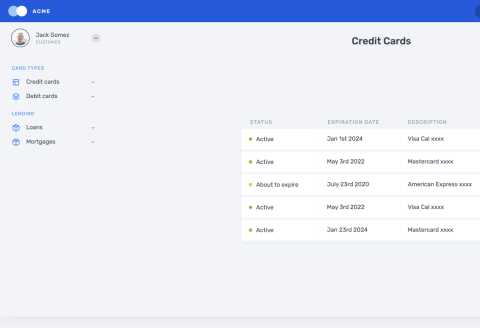 ACME
Jack Gomez
CUSTOMER
Credit Cards
CARD TYPES
Credit cards
Debit cards
LENDING
Loans
Mortgages
STATUS EXPIRATION DATE DESCRIPTION
Active Jan 1st 2024 Visa Cal xxxx
Active May 3rd 2022 Mastercard xxxx
About to expire July 23rd 2020 American Express xxxx
Active May 3rd 2022 Visa Cal xxxx
Active Jan 23rd 2024 Mastercard xxxx